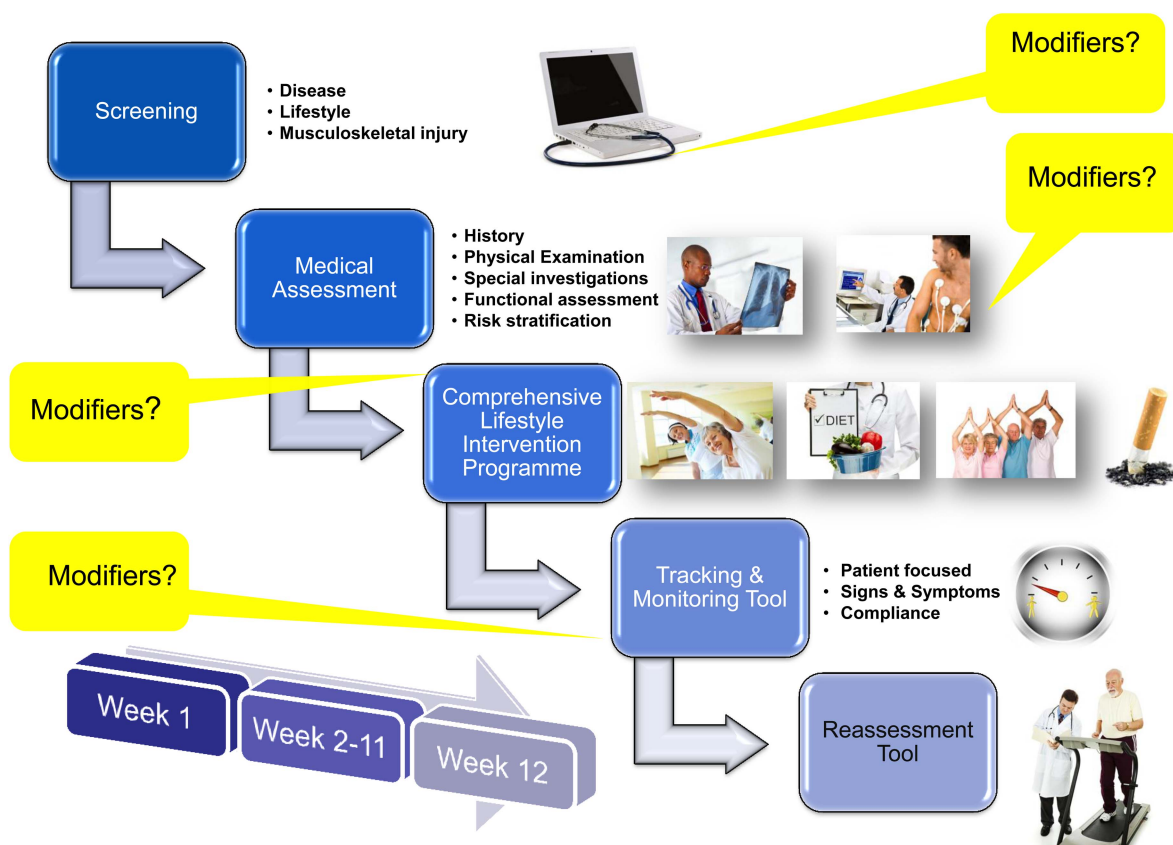 Modifiers?
Screening
• Disease
• Lifestyle
• Musculoskeletal injury
Modifiers?
Medical
Assessment
• History
• Physical Examination
• Special investigations
• Functional assessment
• Risk stratification
Modifiers?
Comprehensive
Lifestyle
Intervention
Programme
✓DIET
Modifiers?
Tracking &
Monitoring Tool
• Patient focused
• Signs & Symptoms
• Compliance
Week 1
Week 2-11
Week 12
Reassessment
Tool